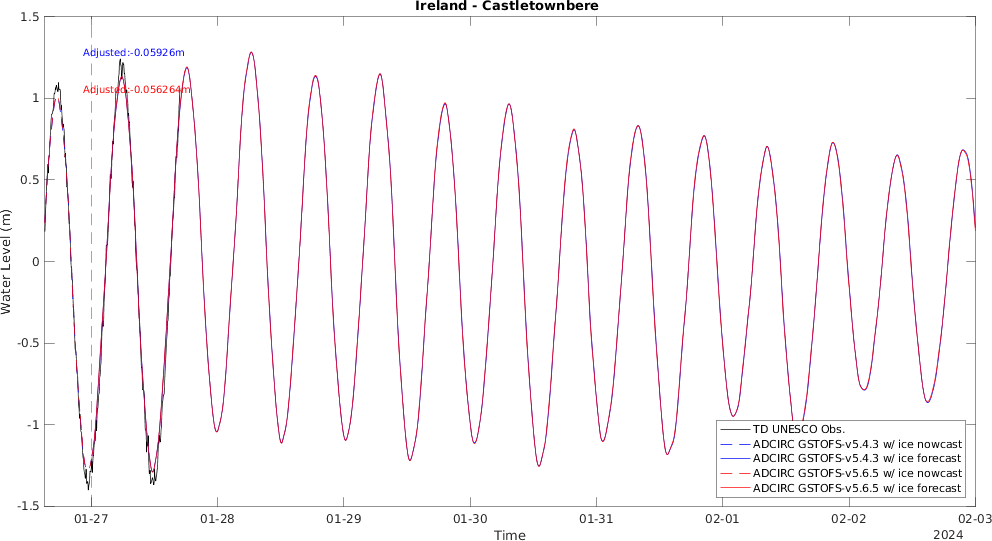 Ireland - Castletownbere
1.5
1
0.5
0
-0.5
-1
-1.5
Water Level (m)
Adjusted:-0.05926m
Adjusted:-0.056264m
TD UNESCO Obs.
ADCIRC GSTOFS-v5.4.3 w/ ice nowcast
ADCIRC GSTOFS-v5.4.3 w/ ice forecast
ADCIRC GSTOFS-v5.6.5 w/ ice nowcast
ADCIRC GSTOFS-v5.6.5 w/ ice forecast
01-27 01-28 01-29 01-30 01-31 02-01 02-02 02-03
Time
2024